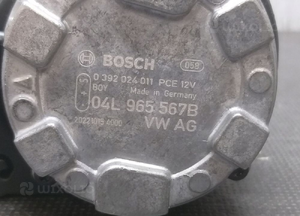 BOSCH
0 392 024 011 PCE 12V
Made in Germany
04L 965 567B
VW AG